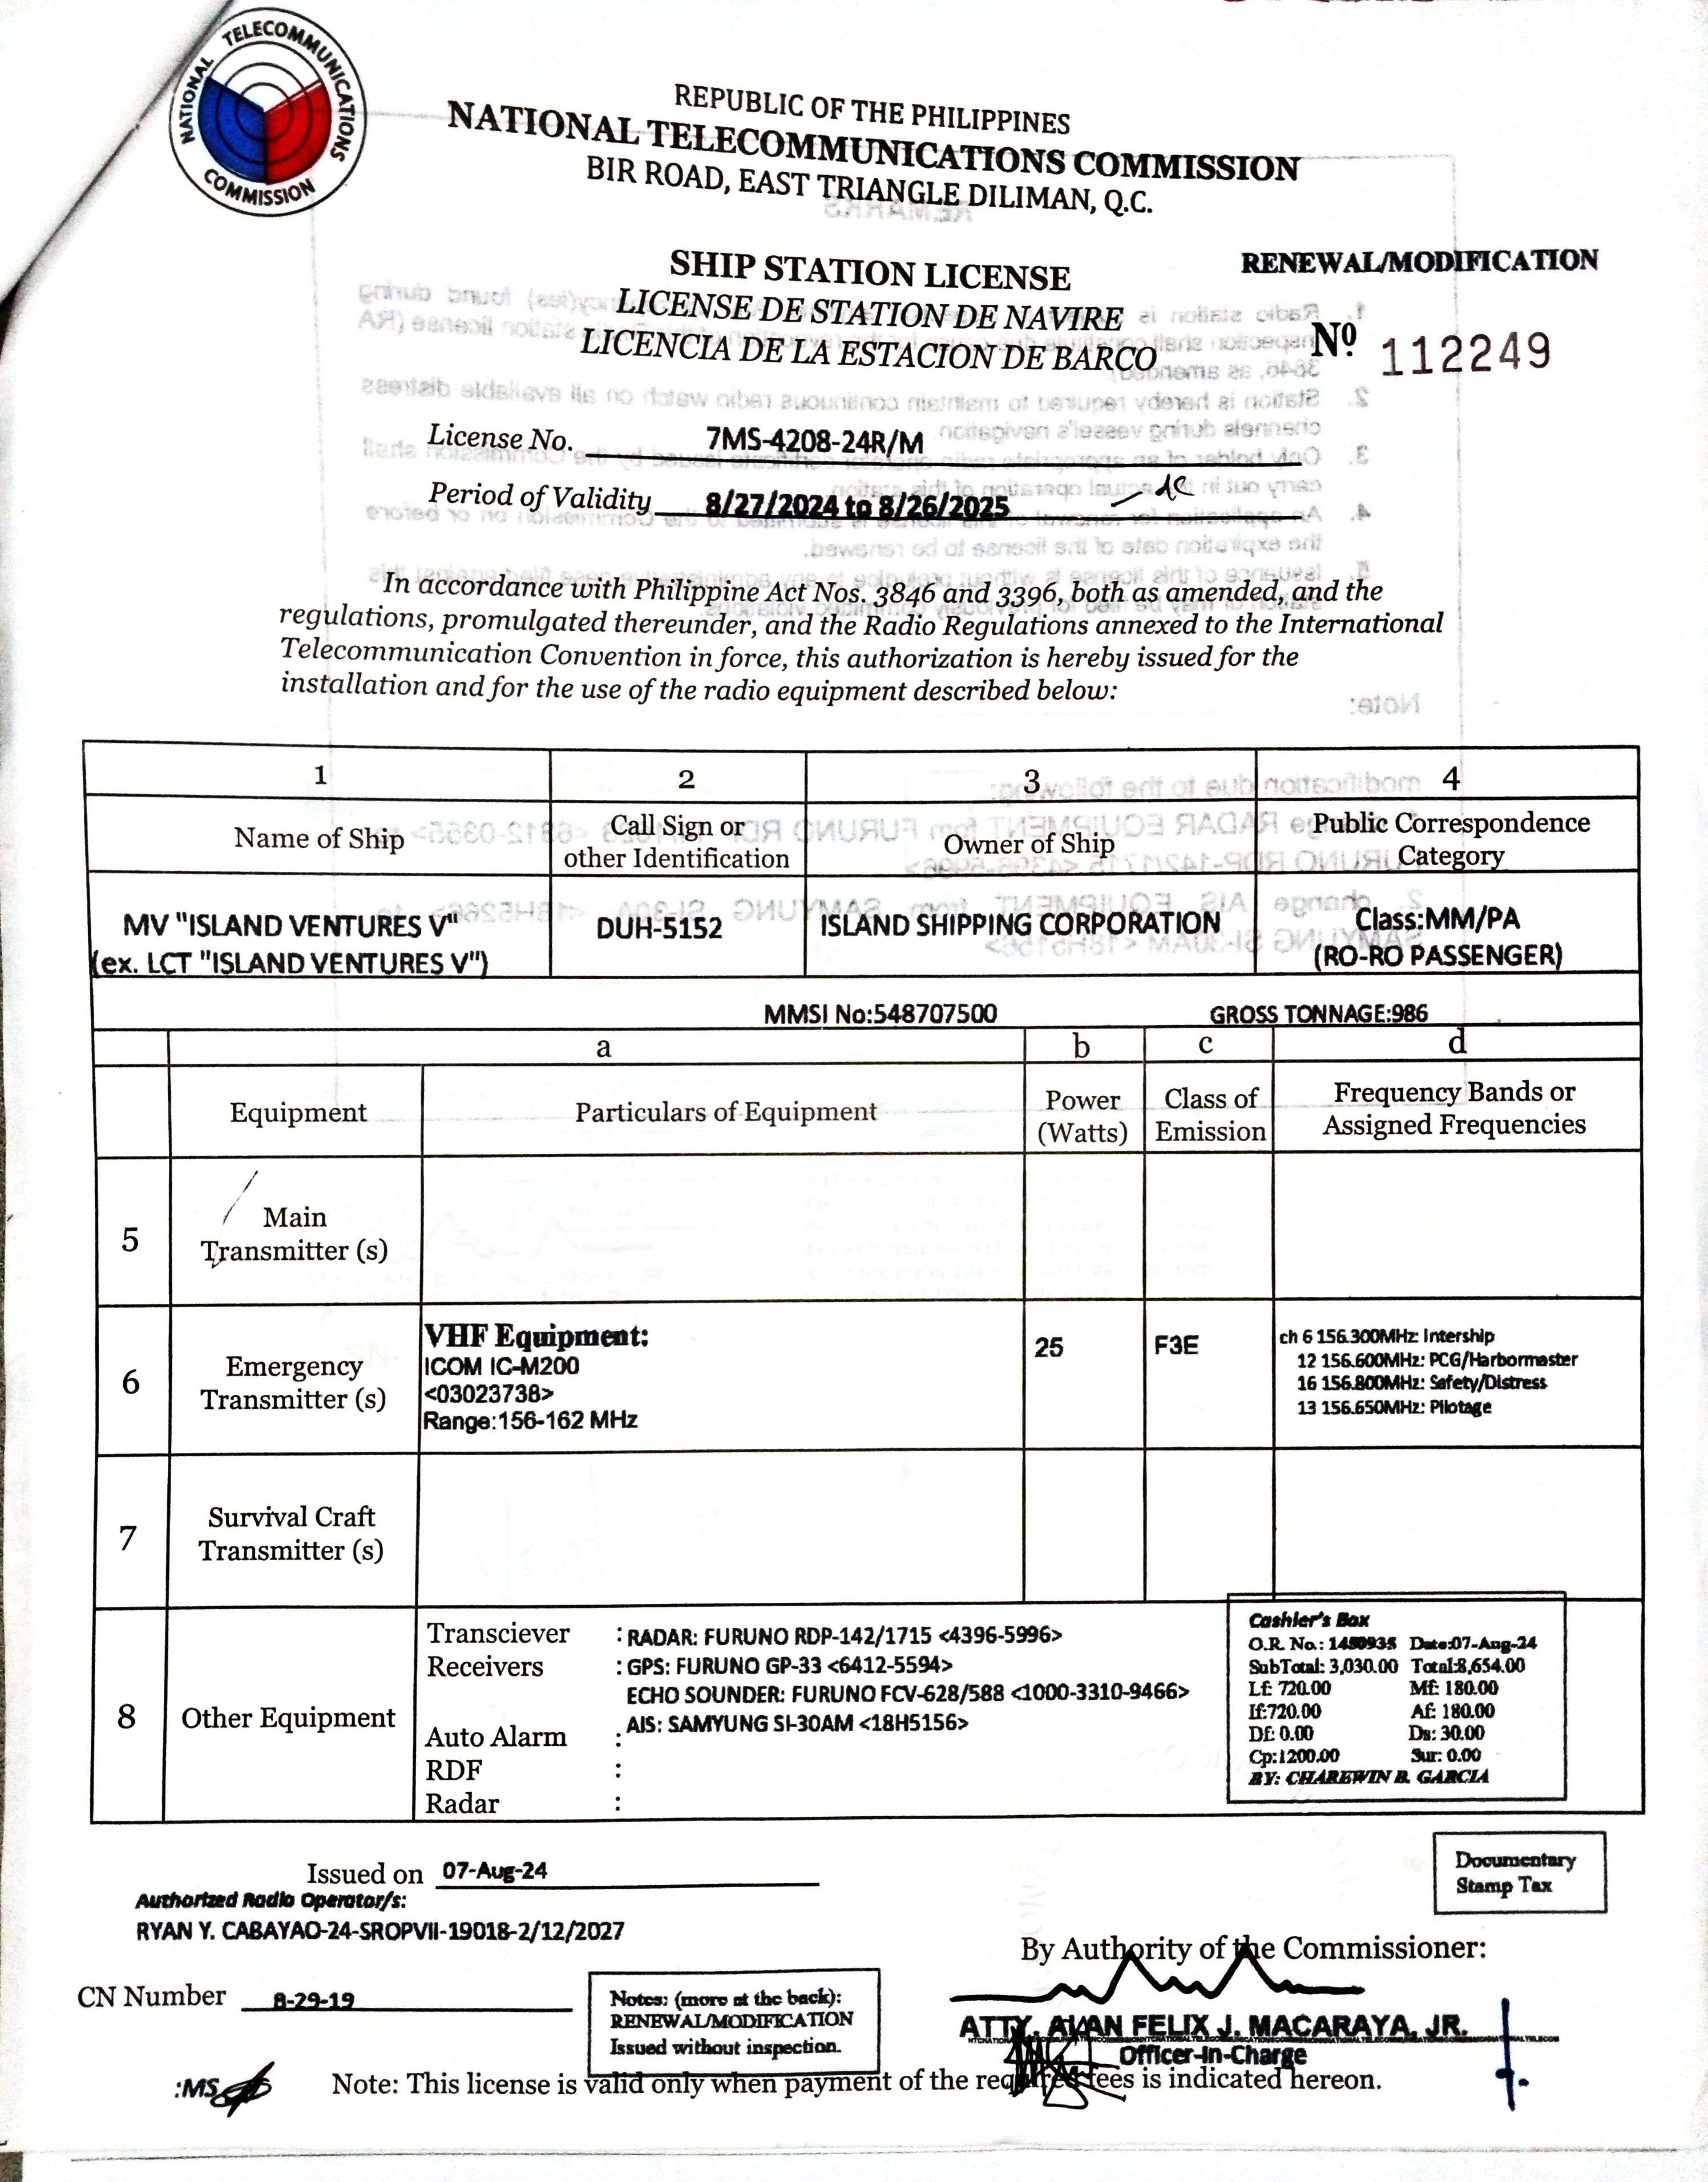 NATIONAL TELECOMMUNICATIONS COMMISSION
REPUBLIC OF THE PHILIPPINES
NATIONAL TELECOMMUNICATIONS COMMISSION
BIR ROAD, EAST TRIANGLE DILIMAN, Q.C.
SHIP STATION LICENSE
RENEWAL/MODIFICATION
LICENSE DE STATION DE NAVIRE
LICENCIA DE LA ESTACION DE BARCO
Nº 112249
License No. 7MS-4208-24R/M
Period of Validity 8/27/2024 to 8/26/2025
In accordance with Philippine Act Nos. 3846 and 3396, both as amended, and the
regulations, promulgated thereunder, and the Radio Regulations annexed to the International
Telecommunication Convention in force, this authorization is hereby issued for the
installation and for the use of the radio equipment described below:
1 2 3 4
Name of Ship
Call Sign or
other Identification
Owner of Ship
Public Correspondence
Category
MV "ISLAND VENTURES V"
(ex. LCT "ISLAND VENTURES V")
DUH-5152
ISLAND SHIPPING CORPORATION
Class:MM/PA
(RO-RO PASSENGER)
MMSI No:548707500 GROSS TONNAGE:986
a b c d
Equipment
Particulars of Equipment
Power
(Watts)
Class of
Emission
Frequency Bands or
Assigned Frequencies
5
Main
Transmitter (s)
6
Emergency
Transmitter (s)
VHF Equipment:
ICOM IC-M200
<03023738>
Range:156-162 MHz
25
F3E
ch 6 156.300MHz: Intership
12 156.600MHz: PCG/Harbormaster
16 156.800MHz: Safety/Distress
13 156.650MHz: Pilotage
7
Survival Craft
Transmitter (s)
8
Other Equipment
Transciever : RADAR: FURUNO RDP-142/1715 <4396-5996>
Receivers : GPS: FURUNO GP-33 <6412-5594>
ECHO SOUNDER: FURUNO FCV-628/588 <1000-3310-9466>
AIS: SAMYUNG SI-30AM <18H5156>
Auto Alarm :
RDF :
Radar :
Cashier's Box
O.R. No.: 1450935 Date:07-Aug-24
SubTotal: 3,030.00 Total:8,654.00
Lf: 720.00 Mf: 180.00
If:720.00 Af: 180.00
Df: 0.00 Ds: 30.00
Cp:1200.00 Sur: 0.00
BY: CHAREWIN B. GARCIA
Issued on 07-Aug-24
Documentary
Stamp Tax
Authorized Radio Operator/s:
RYAN Y. CABAYAO-24-SROPVII-19018-2/12/2027
By Authority of the Commissioner:
CN Number 8-29-19
Notes: (more at the back):
RENEWAL/MODIFICATION
Issued without inspection.
ATTY. ALAN FELIX J. MACARAYA, JR.
Officer-In-Charge
:MS
Note: This license is valid only when payment of the required fees is indicated hereon.